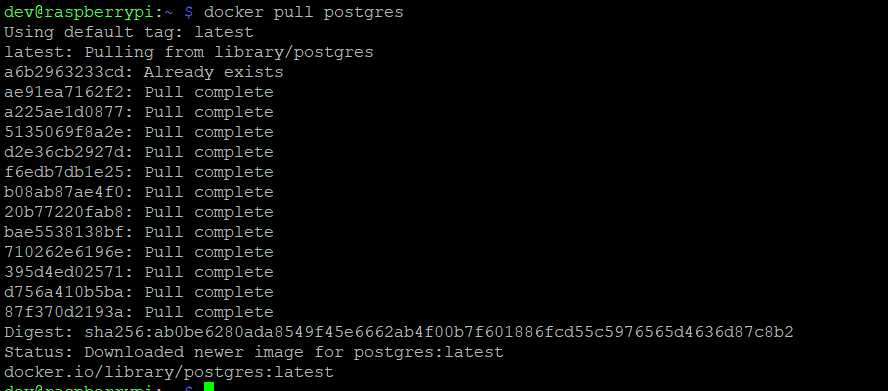 dev@raspberrypi:~ $ docker pull postgres
Using default tag: latest
latest: Pulling from library/postgres
a6b2963233cd: Already exists
ae91ea7162f2: Pull complete
a225ae1d0877: Pull complete
5135069f8a2e: Pull complete
d2e36cb2927d: Pull complete
f6edb7db1e25: Pull complete
b08ab87ae4f0: Pull complete
20b77220fab8: Pull complete
bae5538138bf: Pull complete
710262e6196e: Pull complete
395d4ed02571: Pull complete
d756a410b5ba: Pull complete
87f370d2193a: Pull complete
Digest: sha256:ab0be6280ada8549f45e6662ab4f00b7f601886fcd55c5976565d4636d87c8b2
Status: Downloaded newer image for postgres:latest
docker.io/library/postgres:latest
dev@raspberrypi:~ $